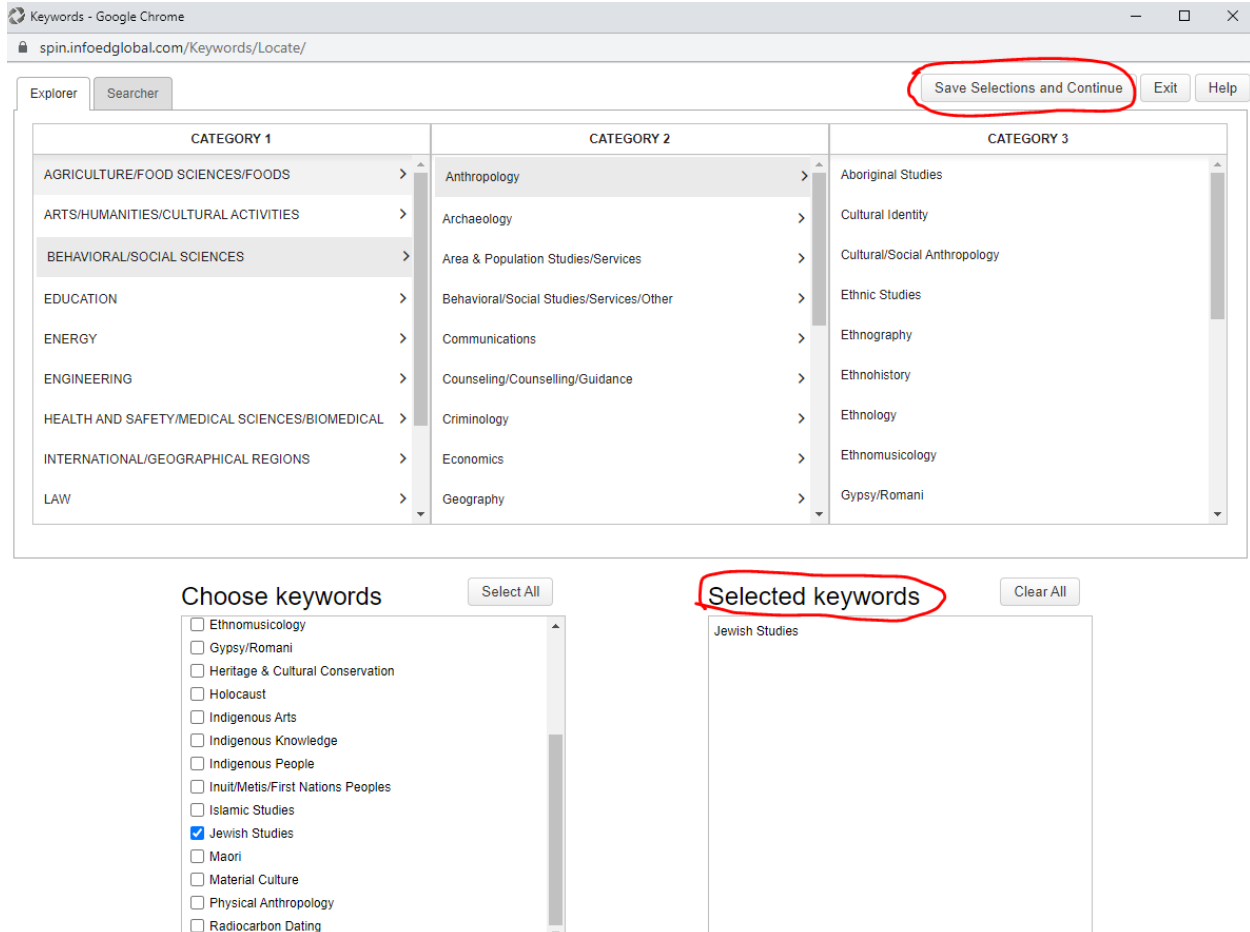 Keywords - Google Chrome
spin.infoedglobal.com/Keywords/Locate/
Explorer
Searcher
Save Selections and Continue
Exit
Help
CATEGORY 1
AGRICULTURE/FOOD SCIENCES/FOODS
ARTS/HUMANITIES/CULTURAL ACTIVITIES
BEHAVIORAL/SOCIAL SCIENCES
EDUCATION
ENERGY
ENGINEERING
HEALTH AND SAFETY/MEDICAL SCIENCES/BIOMEDICAL
INTERNATIONAL/GEOGRAPHICAL REGIONS
LAW
CATEGORY 2
Anthropology
Archaeology
Area & Population Studies/Services
Behavioral/Social Studies/Services/Other
Communications
Counseling/Counselling/Guidance
Criminology
Economics
Geography
CATEGORY 3
Aboriginal Studies
Cultural Identity
Cultural/Social Anthropology
Ethnic Studies
Ethnography
Ethnohistory
Ethnology
Ethnomusicology
Gypsy/Romani
Choose keywords
Select All
Ethnomusicology
Gypsy/Romani
Heritage & Cultural Conservation
Holocaust
Indigenous Arts
Indigenous Knowledge
Indigenous People
Inuit/Metis/First Nations Peoples
Islamic Studies
Jewish Studies
Maori
Material Culture
Physical Anthropology
Radiocarbon Dating
Selected keywords
Clear All
Jewish Studies